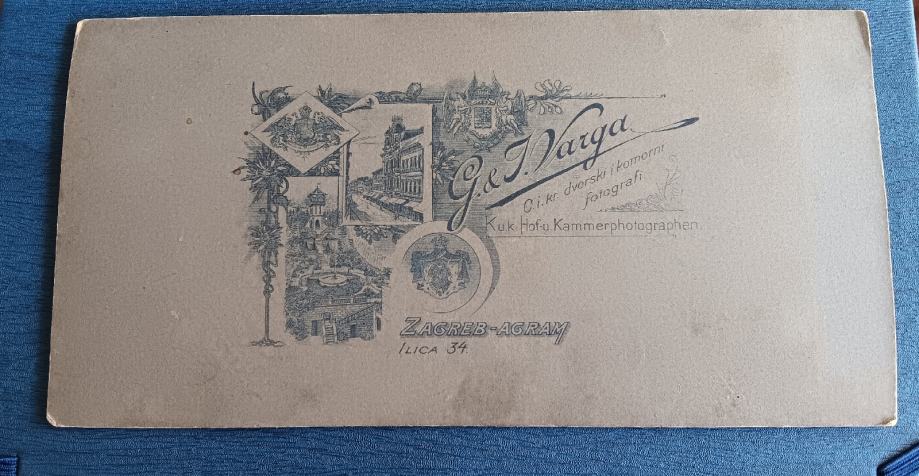 G. & I. Varga
C. i. kr. dvorski i komorni
fotografi
K.u.k. Hof-u. Kammerphotographen.
ZAGREB-AGRAM
ILICA 34.